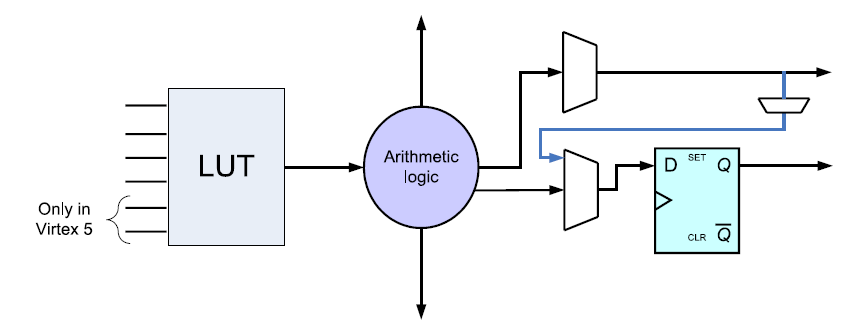 LUT
Only in
Virtex 5
Arithmetic
logic
D
SET
Q
CLR
Q̅